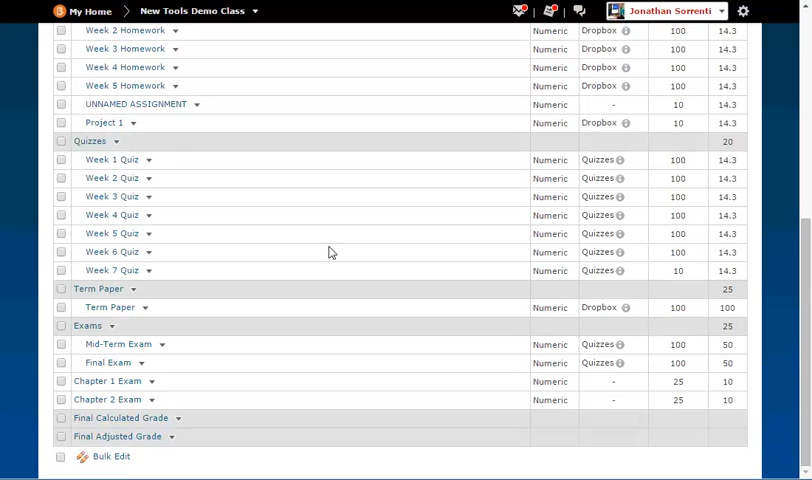 My Home New Tools Demo Class Jonathan Sorrenti
Week 2 Homework Numeric Dropbox 100 14.3
Week 3 Homework Numeric Dropbox 100 14.3
Week 4 Homework Numeric Dropbox 100 14.3
Week 5 Homework Numeric Dropbox 100 14.3
UNNAMED ASSIGNMENT Numeric - 10 14.3
Project 1 Numeric Dropbox 10 14.3
Quizzes 20
Week 1 Quiz Numeric Quizzes 100 14.3
Week 2 Quiz Numeric Quizzes 100 14.3
Week 3 Quiz Numeric Quizzes 100 14.3
Week 4 Quiz Numeric Quizzes 100 14.3
Week 5 Quiz Numeric Quizzes 100 14.3
Week 6 Quiz Numeric Quizzes 100 14.3
Week 7 Quiz Numeric Quizzes 10 14.3
Term Paper 25
Term Paper Numeric Dropbox 100 100
Exams 25
Mid-Term Exam Numeric Quizzes 100 50
Final Exam Numeric Quizzes 100 50
Chapter 1 Exam Numeric - 25 10
Chapter 2 Exam Numeric - 25 10
Final Calculated Grade
Final Adjusted Grade
Bulk Edit